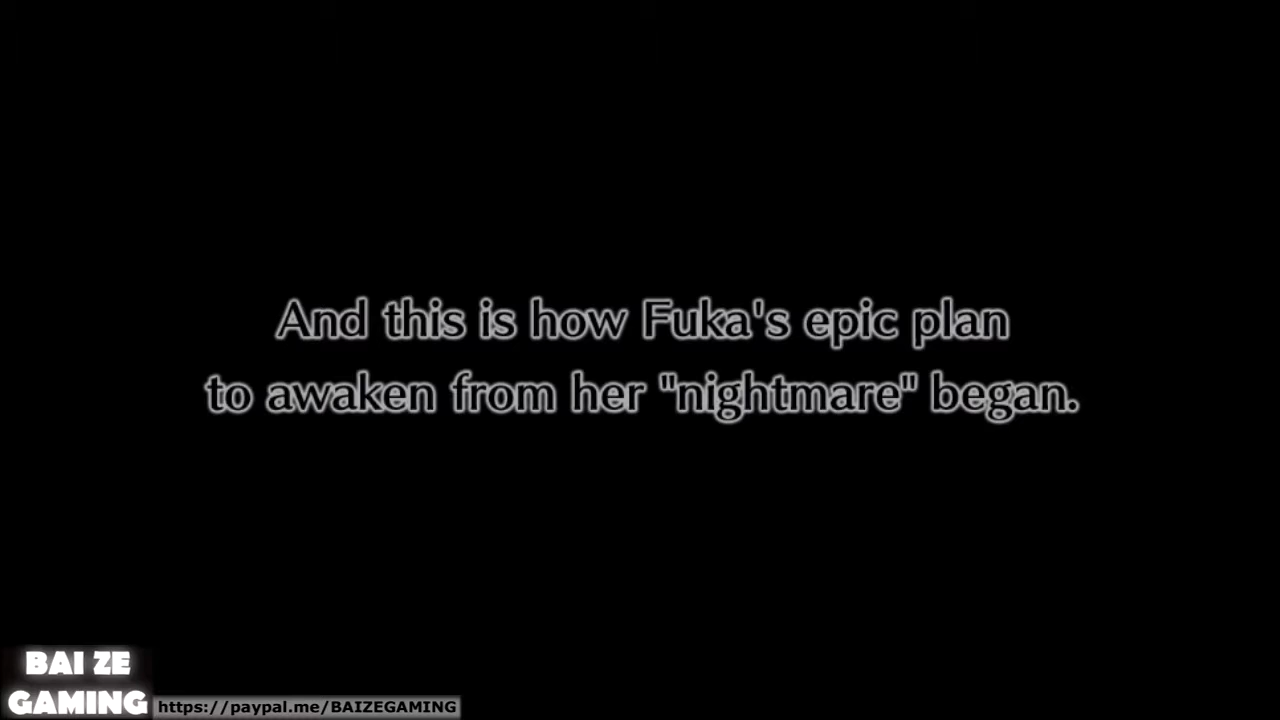 And this is how Fuka's epic plan
to awaken from her "nightmare" began.
BAI ZE
GAMING
https://paypal.me/BAIZEGAMING